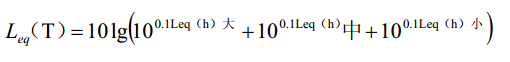 Leq(T)=10lg(10^0.1Leq（h）大 +10^0.1Leq（h）中+10^0.1Leq（h）小)